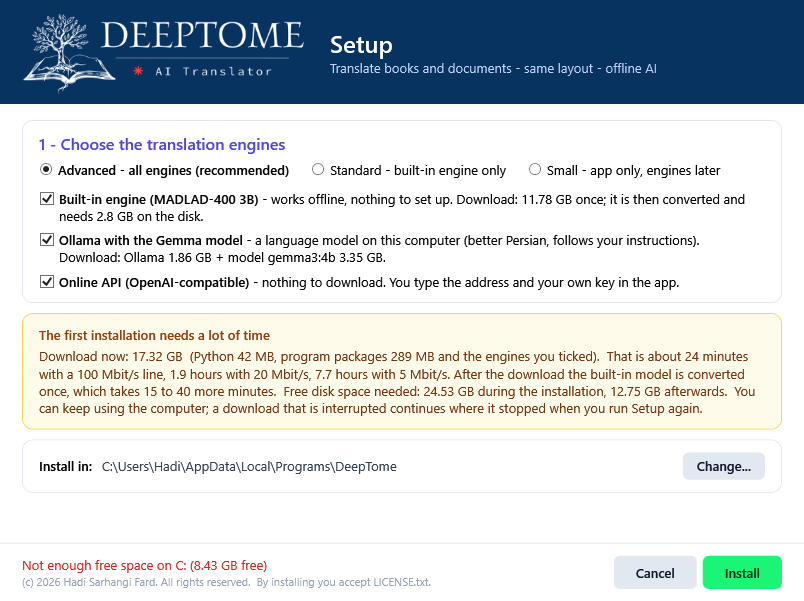 DEEPTOME
AI Translator
Setup
Translate books and documents - same layout - offline AI
1 - Choose the translation engines
Advanced - all engines (recommended)
Standard - built-in engine only
Small - app only, engines later
Built-in engine (MADLAD-400 3B) - works offline, nothing to set up. Download: 11.78 GB once; it is then converted and
needs 2.8 GB on the disk.
Ollama with the Gemma model - a language model on this computer (better Persian, follows your instructions).
Download: Ollama 1.86 GB + model gemma3:4b 3.35 GB.
Online API (OpenAI-compatible) - nothing to download. You type the address and your own key in the app.
The first installation needs a lot of time
Download now: 17.32 GB  (Python 42 MB, program packages 289 MB and the engines you ticked).  That is about 24 minutes
with a 100 Mbit/s line, 1.9 hours with 20 Mbit/s, 7.7 hours with 5 Mbit/s. After the download the built-in model is converted
once, which takes 15 to 40 more minutes.  Free disk space needed: 24.53 GB during the installation, 12.75 GB afterwards.  You
can keep using the computer; a download that is interrupted continues where it stopped when you run Setup again.
Install in: C:\Users\Hadi\AppData\Local\Programs\DeepTome
Change...
Not enough free space on C: (8.43 GB free)
(c) 2026 Hadi Sarhangi Fard. All rights reserved.  By installing you accept LICENSE.txt.
Cancel
Install